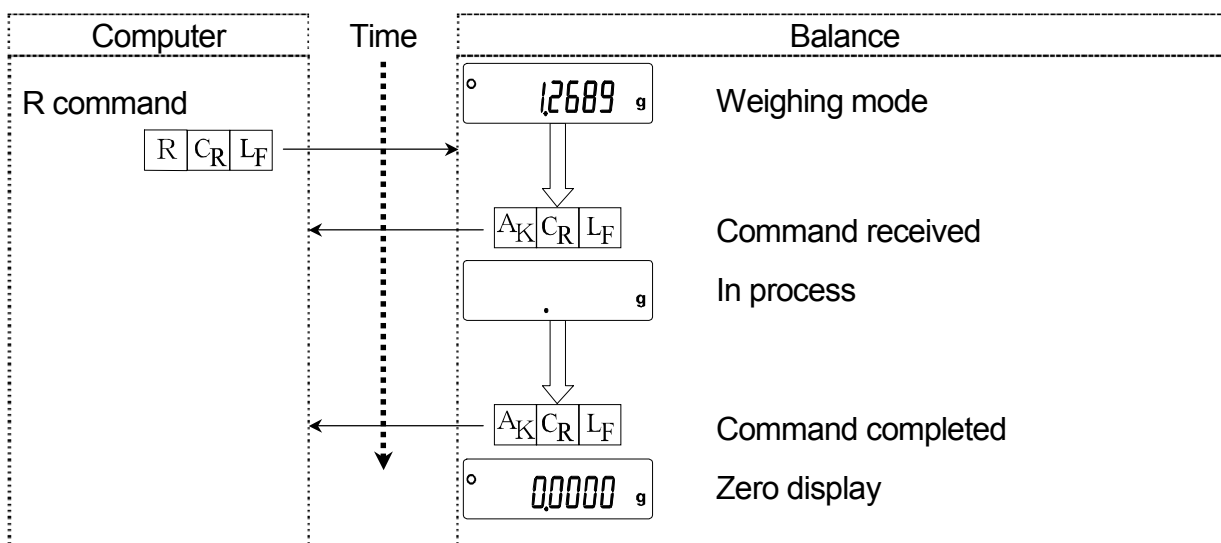 Computer Time Balance
1.2689 g Weighing mode
R command
R CR LF
AK CR LF Command received
. g In process
AK CR LF Command completed
0.0000 g Zero display